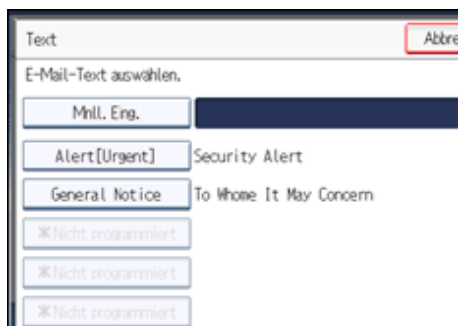 Text Abbre
E-Mail-Text auswählen.
Mnll. Eng.
Alert[Urgent] Security Alert
General Notice To Whome It May Concern
✳Nicht programmiert
✳Nicht programmiert
✳Nicht programmiert